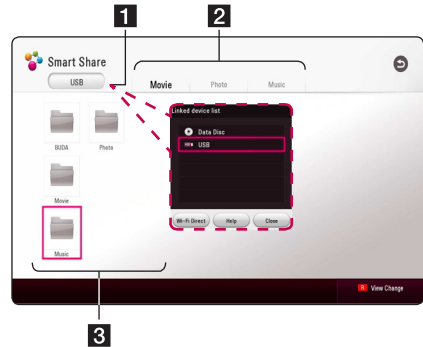 1
2
Smart Share
USB
Movie Photo Music
Linked device list
Data Disc
USB
BUDA Photo
Movie
Wi-Fi Direct Help Close
Music
R View Change
3